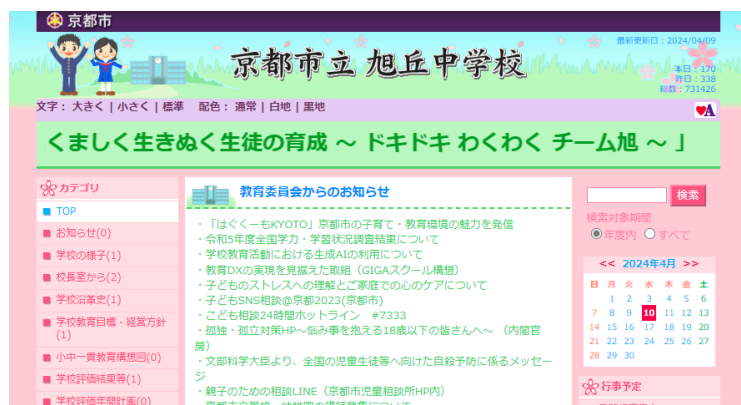 京都市
最新更新日：2024/04/09
京都市立 旭丘中学校
本日：170
昨日：338
総数：731426
文字： 大きく | 小さく | 標準　配色： 通常 | 白地 | 黒地
A
くましく生きぬく生徒の育成 ～ ドキドキ わくわく チーム旭 ～ 」
カテゴリ
TOP
お知らせ(0)
学校の様子(1)
校長室から(2)
学校沿革史(1)
学校教育目標・経営方針
(1)
小中一貫教育構想図(0)
学校評価結果等(1)
学校評価年間計画(0)
教育委員会からのお知らせ
・「はぐくーもKYOTO」京都市の子育て・教育環境の魅力を発信
・令和5年度全国学力・学習状況調査結果について
・学校教育活動における生成AIの利用について
・教育DXの実現を見据えた取組（GIGAスクール構想）
・子どものストレスへの理解とご家庭での心のケアについて
・子どもSNS相談@京都2023(京都市)
・こども相談24時間ホットライン　#7333
・孤独・孤立対策HP～悩み事を抱える18歳以下の皆さんへ～ （内閣官
房）
・文部科学大臣より、全国の児童生徒等へ向けた自殺予防に係るメッセー
ジ
・親子のための相談LINE（京都市児童相談所HP内）
検索
検索対象期間
年度内 すべて
<< 2024年4月 >>
日 月 火 水 木 金 土
1 2 3 4 5 6
7 8 9 10 11 12 13
14 15 16 17 18 19 20
21 22 23 24 25 26 27
28 29 30
行事予定